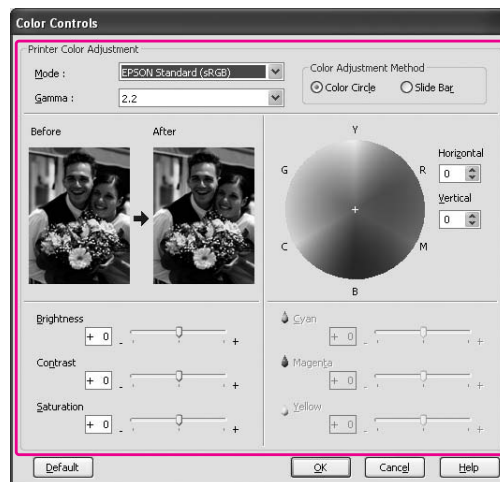 Color Controls
Printer Color Adjustment
Mode : EPSON Standard (sRGB)
Gamma : 2.2
Color Adjustment Method
Color Circle Slide Bar
Before After
Y
G R
C M
B
Horizontal
0
Vertical
0
Brightness
+ 0 - +
Contrast
+ 0 - +
Saturation
+ 0 - +
Cyan
+ 0 - +
Magenta
+ 0 - +
Yellow
+ 0 - +
Default OK Cancel Help